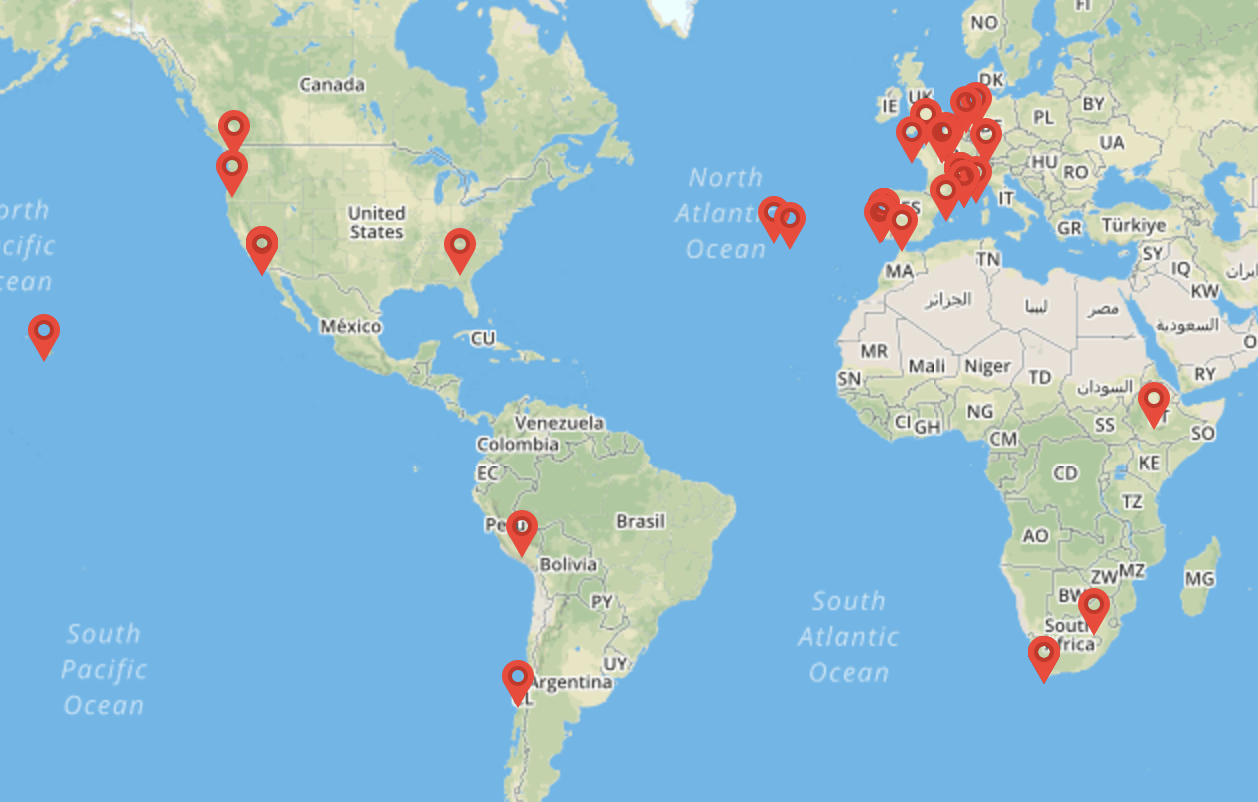 NO
FI
Canada
DK
IE
UK
PL
BY
UA
HU
RO
North
Atlantic
Ocean
orth
cific
cean
United
States
ES
IT
GR
Türkiye
SY
IQ
KW
TN
MA
الجزائر
ليبيا
مصر
السعودية
México
CU
MR
Mali
Niger
TD
السودان
RY
SN
CI
GH
NG
CM
SS
SO
Venezuela
Colombia
EC
CD
KE
TZ
Peru
Brasil
Bolivia
AO
ZW
MZ
BW
MG
PY
South
Africa
South
Atlantic
Ocean
South
Pacific
Ocean
UY
Argentina
CL